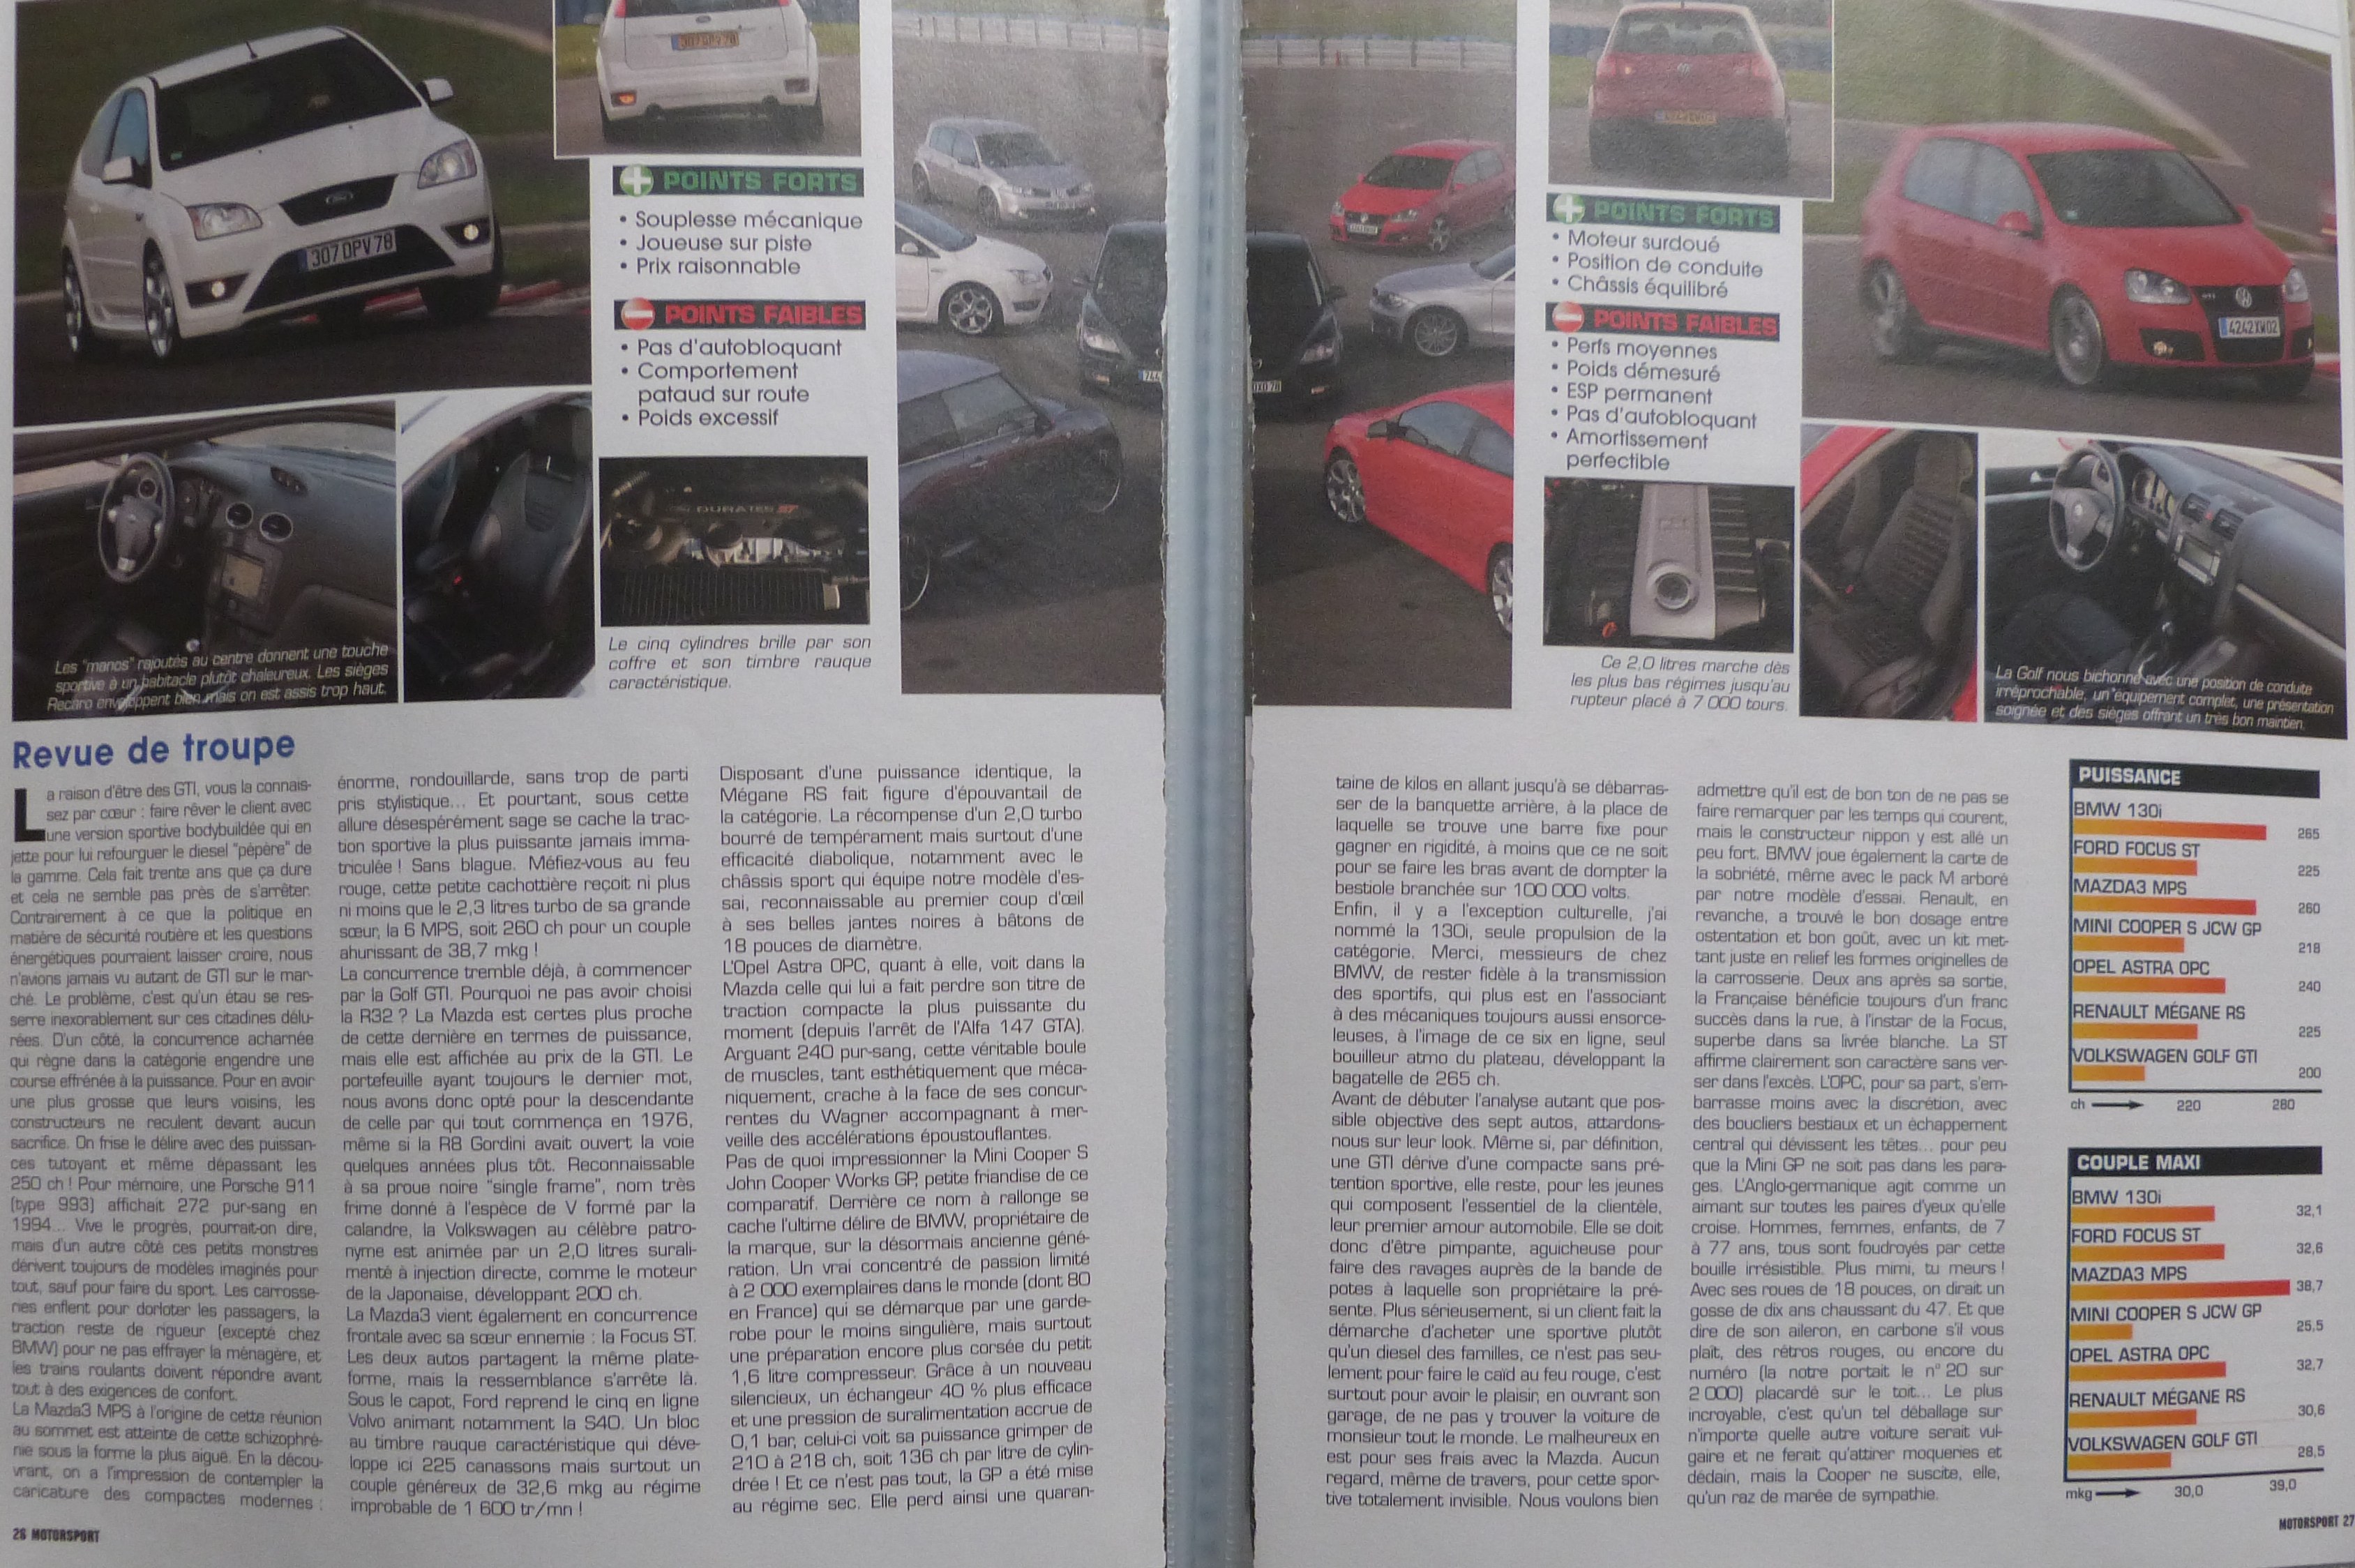 307 DPV 78
POINTS FORTS
• Souplesse mécanique
• Joueuse sur piste
• Prix raisonnable
POINTS FAIBLES
• Pas d'autobloquant
• Comportement
pataud sur route
• Poids excessif
DURATEC ST
Les "manos" rajoutés au centre donnent une touche
sportive à un habitacle plutôt chaleureux. Les sièges
Recaro enveloppent bien mais on est assis trop haut.
Le cinq cylindres brille par son
coffre et son timbre rauque
caractéristique.
POINTS FORTS
• Moteur surdoué
• Position de conduite
• Châssis équilibré
POINTS FAIBLES
• Perfs moyennes
• Poids démesuré
• ESP permanent
• Pas d'autobloquant
• Amortissement
perfectible
4242 XW 02
Ce 2,0 litres marche dès
les plus bas régimes jusqu'au
rupteur placé à 7 000 tours.
La Golf nous bichonne avec une position de conduite
irréprochable, un équipement complet, une présentation
soignée et des sièges offrant un très bon maintien.
Revue de troupe
La raison d'être des GTI, vous la connais-
sez par cœur : faire rêver le client avec
une version sportive bodybuildée qui en
jette pour lui refourguer le diesel "pépère" de
la gamme. Cela fait trente ans que ça dure
et cela ne semble pas près de s'arrêter.
Contrairement à ce que la politique en
matière de sécurité routière et les questions
énergétiques pourraient laisser croire, nous
n'avions jamais vu autant de GTI sur le mar-
ché. Le problème, c'est qu'un étau se res-
serre inexorablement sur ces citadines délu-
rées. D'un côté, la concurrence acharnée
qui règne dans la catégorie engendre une
course effrénée à la puissance. Pour en avoir
une plus grosse que leurs voisins, les
constructeurs ne reculent devant aucun
sacrifice. On frise le délire avec des puissan-
ces tutoyant et même dépassant les
250 ch ! Pour mémoire, une Porsche 911
(type 993) affichait 272 pur-sang en
1994... Vive le progrès, pourrait-on dire,
mais d'un autre côté ces petits monstres
dérivent toujours de modèles imaginés pour
tout, sauf pour faire du sport. Les carrosse-
ries enflent pour dorloter les passagers, la
traction reste de rigueur (excepté chez
BMW) pour ne pas effrayer la ménagère, et
les trains roulants doivent répondre avant
tout à des exigences de confort.
La Mazda3 MPS à l'origine de cette réunion
au sommet est atteinte de cette schizophré-
nie sous la forme la plus aiguë. En la décou-
vrant, on a l'impression de contempler la
caricature des compactes modernes :
énorme, rondouillarde, sans trop de parti
pris stylistique... Et pourtant, sous cette
allure désespérément sage se cache la trac-
tion sportive la plus puissante jamais imma-
triculée ! Sans blague. Méfiez-vous au feu
rouge, cette petite cachottière reçoit ni plus
ni moins que le 2,3 litres turbo de sa grande
sœur, la 6 MPS, soit 260 ch pour un couple
ahurissant de 38,7 mkg !
La concurrence tremble déjà, à commencer
par la Golf GTI. Pourquoi ne pas avoir choisi
la R32 ? La Mazda est certes plus proche
de cette dernière en termes de puissance,
mais elle est affichée au prix de la GTI. Le
portefeuille ayant toujours le dernier mot,
nous avons donc opté pour la descendante
de celle par qui tout commença en 1976,
même si la R8 Gordini avait ouvert la voie
quelques années plus tôt. Reconnaissable
à sa proue noire "single frame", nom très
frime donné à l'espèce de V formé par la
calandre, la Volkswagen au célèbre patro-
nyme est animée par un 2,0 litres surali-
menté à injection directe, comme le moteur
de la Japonaise, développant 200 ch.
La Mazda3 vient également en concurrence
frontale avec sa sœur ennemie : la Focus ST.
Les deux autos partagent la même plate-
forme, mais la ressemblance s'arrête là.
Sous le capot, Ford reprend le cinq en ligne
Volvo animant notamment la S40. Un bloc
au timbre rauque caractéristique qui déve-
loppe ici 225 canassons mais surtout un
couple généreux de 32,6 mkg au régime
improbable de 1 600 tr/mn !
Disposant d'une puissance identique, la
Mégane RS fait figure d'épouvantail de
la catégorie. La récompense d'un 2,0 turbo
bourré de tempérament mais surtout d'une
efficacité diabolique, notamment avec le
châssis sport qui équipe notre modèle d'es-
sai, reconnaissable au premier coup d'œil
à ses belles jantes noires à bâtons de
18 pouces de diamètre.
L'Opel Astra OPC, quant à elle, voit dans la
Mazda celle qui lui a fait perdre son titre de
traction compacte la plus puissante du
moment (depuis l'arrêt de l'Alfa 147 GTA).
Arguant 240 pur-sang, cette véritable boule
de muscles, tant esthétiquement que méca-
niquement, crache à la face de ses concur-
rentes du Wagner accompagnant à mer-
veille des accélérations époustouflantes.
Pas de quoi impressionner la Mini Cooper S
John Cooper Works GP, petite friandise de ce
comparatif. Derrière ce nom à rallonge se
cache l'ultime délire de BMW, propriétaire de
la marque, sur la désormais ancienne géné-
ration. Un vrai concentré de passion limité
à 2 000 exemplaires dans le monde (dont 80
en France) qui se démarque par une garde-
robe pour le moins singulière, mais surtout
une préparation encore plus corsée du petit
1,6 litre compresseur. Grâce à un nouveau
silencieux, un échangeur 40 % plus efficace
et une pression de suralimentation accrue de
0,1 bar, celui-ci voit sa puissance grimper de
210 à 218 ch, soit 136 ch par litre de cylin-
drée ! Et ce n'est pas tout, la GP a été mise
au régime sec. Elle perd ainsi une quaran-
taine de kilos en allant jusqu'à se débarras-
ser de la banquette arrière, à la place de
laquelle se trouve une barre fixe pour
gagner en rigidité, à moins que ce ne soit
pour se faire les bras avant de dompter la
bestiole branchée sur 100 000 volts.
Enfin, il y a l'exception culturelle, j'ai
nommé la 130i, seule propulsion de la
catégorie. Merci, messieurs de chez
BMW, de rester fidèle à la transmission
des sportifs, qui plus est en l'associant
à des mécaniques toujours aussi ensorce-
leuses, à l'image de ce six en ligne, seul
bouilleur atmo du plateau, développant la
bagatelle de 265 ch.
Avant de débuter l'analyse autant que pos-
sible objective des sept autos, attardons-
nous sur leur look. Même si, par définition,
une GTI dérive d'une compacte sans pré-
tention sportive, elle reste, pour les jeunes
qui composent l'essentiel de la clientèle,
leur premier amour automobile. Elle se doit
donc d'être pimpante, aguicheuse pour
faire des ravages auprès de la bande de
potes à laquelle son propriétaire la pré-
sente. Plus sérieusement, si un client fait la
démarche d'acheter une sportive plutôt
qu'un diesel des familles, ce n'est pas seu-
lement pour faire le caïd au feu rouge, c'est
surtout pour avoir le plaisir, en ouvrant son
garage, de ne pas y trouver la voiture de
monsieur tout le monde. Le malheureux en
est pour ses frais avec la Mazda. Aucun
regard, même de travers, pour cette spor-
tive totalement invisible. Nous voulons bien
admettre qu'il est de bon ton de ne pas se
faire remarquer par les temps qui courent,
mais le constructeur nippon y est allé un
peu fort. BMW joue également la carte de
la sobriété, même avec le pack M arboré
par notre modèle d'essai. Renault, en
revanche, a trouvé le bon dosage entre
ostentation et bon goût, avec un kit met-
tant juste en relief les formes originelles de
la carrosserie. Deux ans après sa sortie,
la Française bénéficie toujours d'un franc
succès dans la rue, à l'instar de la Focus,
superbe dans sa livrée blanche. La ST
affirme clairement son caractère sans ver-
ser dans l'excès. L'OPC, pour sa part, s'em-
barrasse moins avec la discrétion, avec
des boucliers bestiaux et un échappement
central qui dévissent les têtes... pour peu
que la Mini GP ne soit pas dans les para-
ges. L'Anglo-germanique agit comme un
aimant sur toutes les paires d'yeux qu'elle
croise. Hommes, femmes, enfants, de 7
à 77 ans, tous sont foudroyés par cette
bouille irrésistible. Plus mimi, tu meurs !
Avec ses roues de 18 pouces, on dirait un
gosse de dix ans chaussant du 47. Et que
dire de son aileron, en carbone s'il vous
plaît, des rétros rouges, ou encore du
numéro (la notre portait le n° 20 sur
2 000) placardé sur le toit... Le plus
incroyable, c'est qu'un tel déballage sur
n'importe quelle autre voiture serait vul-
gaire et ne ferait qu'attirer moqueries et
dédain, mais la Cooper ne suscite, elle,
qu'un raz de marée de sympathie.
PUISSANCE
BMW 130i
265
FORD FOCUS ST
225
MAZDA3 MPS
260
MINI COOPER S JCW GP
218
OPEL ASTRA OPC
240
RENAULT MÉGANE RS
225
VOLKSWAGEN GOLF GTI
200
ch 220 280
COUPLE MAXI
BMW 130i
32,1
FORD FOCUS ST
32,6
MAZDA3 MPS
38,7
MINI COOPER S JCW GP
25,5
OPEL ASTRA OPC
32,7
RENAULT MÉGANE RS
30,6
VOLKSWAGEN GOLF GTI
28,5
mkg 30,0 39,0
26 MOTORSPORT
MOTORSPORT 27